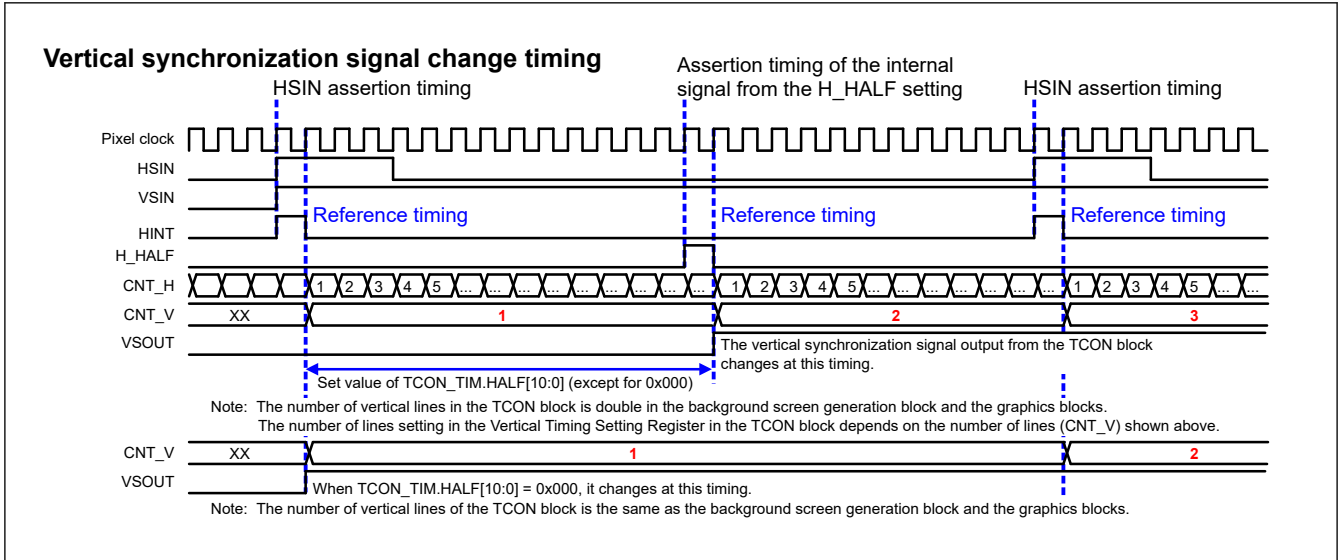 Vertical synchronization signal change timing
HSIN assertion timing
Assertion timing of the internal
signal from the H_HALF setting
HSIN assertion timing
Pixel clock
HSIN
VSIN
HINT
Reference timing
Reference timing
Reference timing
H_HALF
CNT_H
1 2 3 4 5 ... ... ... ... ... ... ... ... 1 2 3 4 5 ... ... ... ... ... ... ... 1 2 3 4 5 ... ...
CNT_V
XX 1 2 3
VSOUT
The vertical synchronization signal output from the TCON block
changes at this timing.
Set value of TCON_TIM.HALF[10:0] (except for 0x000)
Note: The number of vertical lines in the TCON block is double in the background screen generation block and the graphics blocks.
The number of lines setting in the Vertical Timing Setting Register in the TCON block depends on the number of lines (CNT_V) shown above.
CNT_V
XX 1 2
VSOUT
When TCON_TIM.HALF[10:0] = 0x000, it changes at this timing.
Note: The number of vertical lines of the TCON block is the same as the background screen generation block and the graphics blocks.